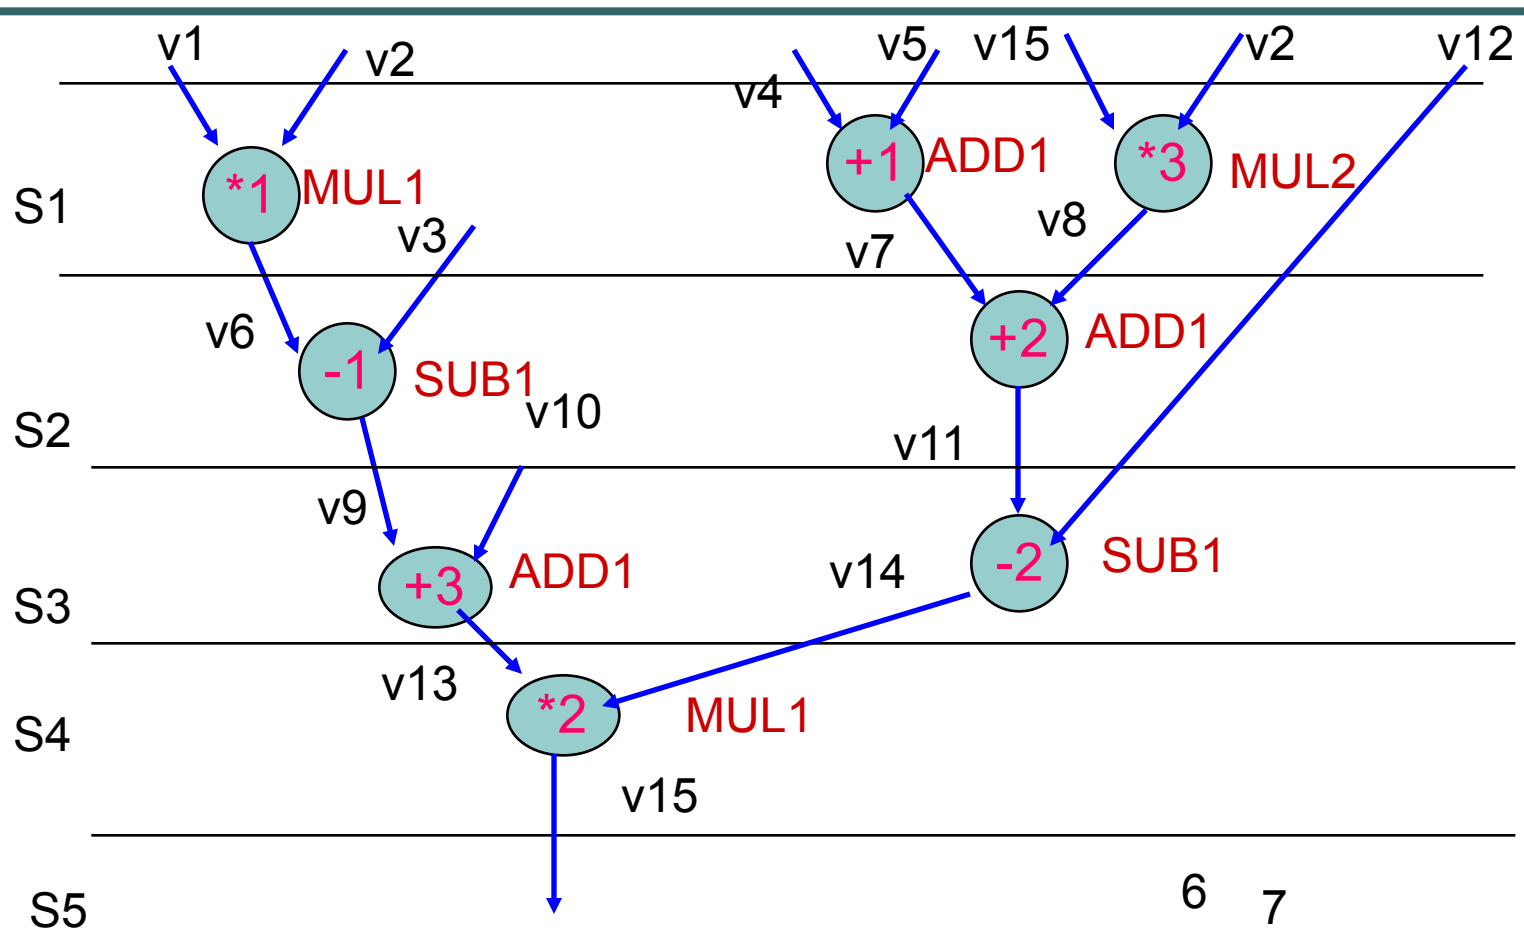 v1 v2 v5 v15 v2 v12
v4
*1 MUL1 +1 ADD1 *3 MUL2
S1
v3 v7 v8
v6 -1 SUB1 +2 ADD1
v10
S2 v11
v9
+3 ADD1 v14 -2 SUB1
S3
v13 *2 MUL1
S4
v15
S5 6 7